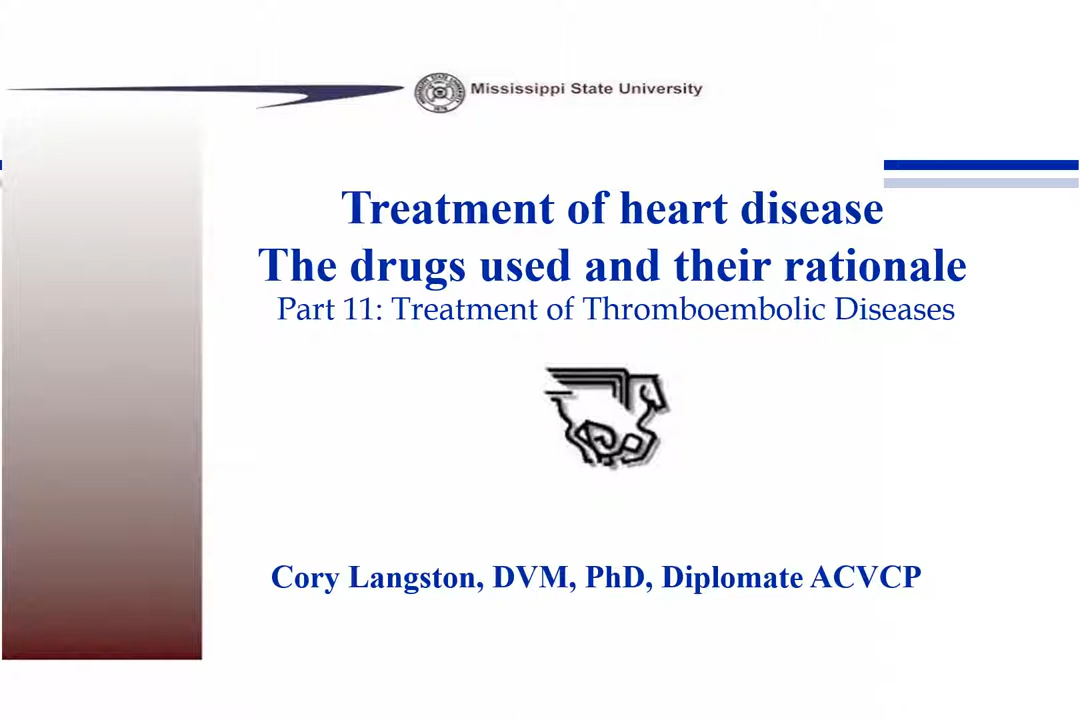 Mississippi State University
Treatment of heart disease
The drugs used and their rationale
Part 11: Treatment of Thromboembolic Diseases
Cory Langston, DVM, PhD, Diplomate ACVCP